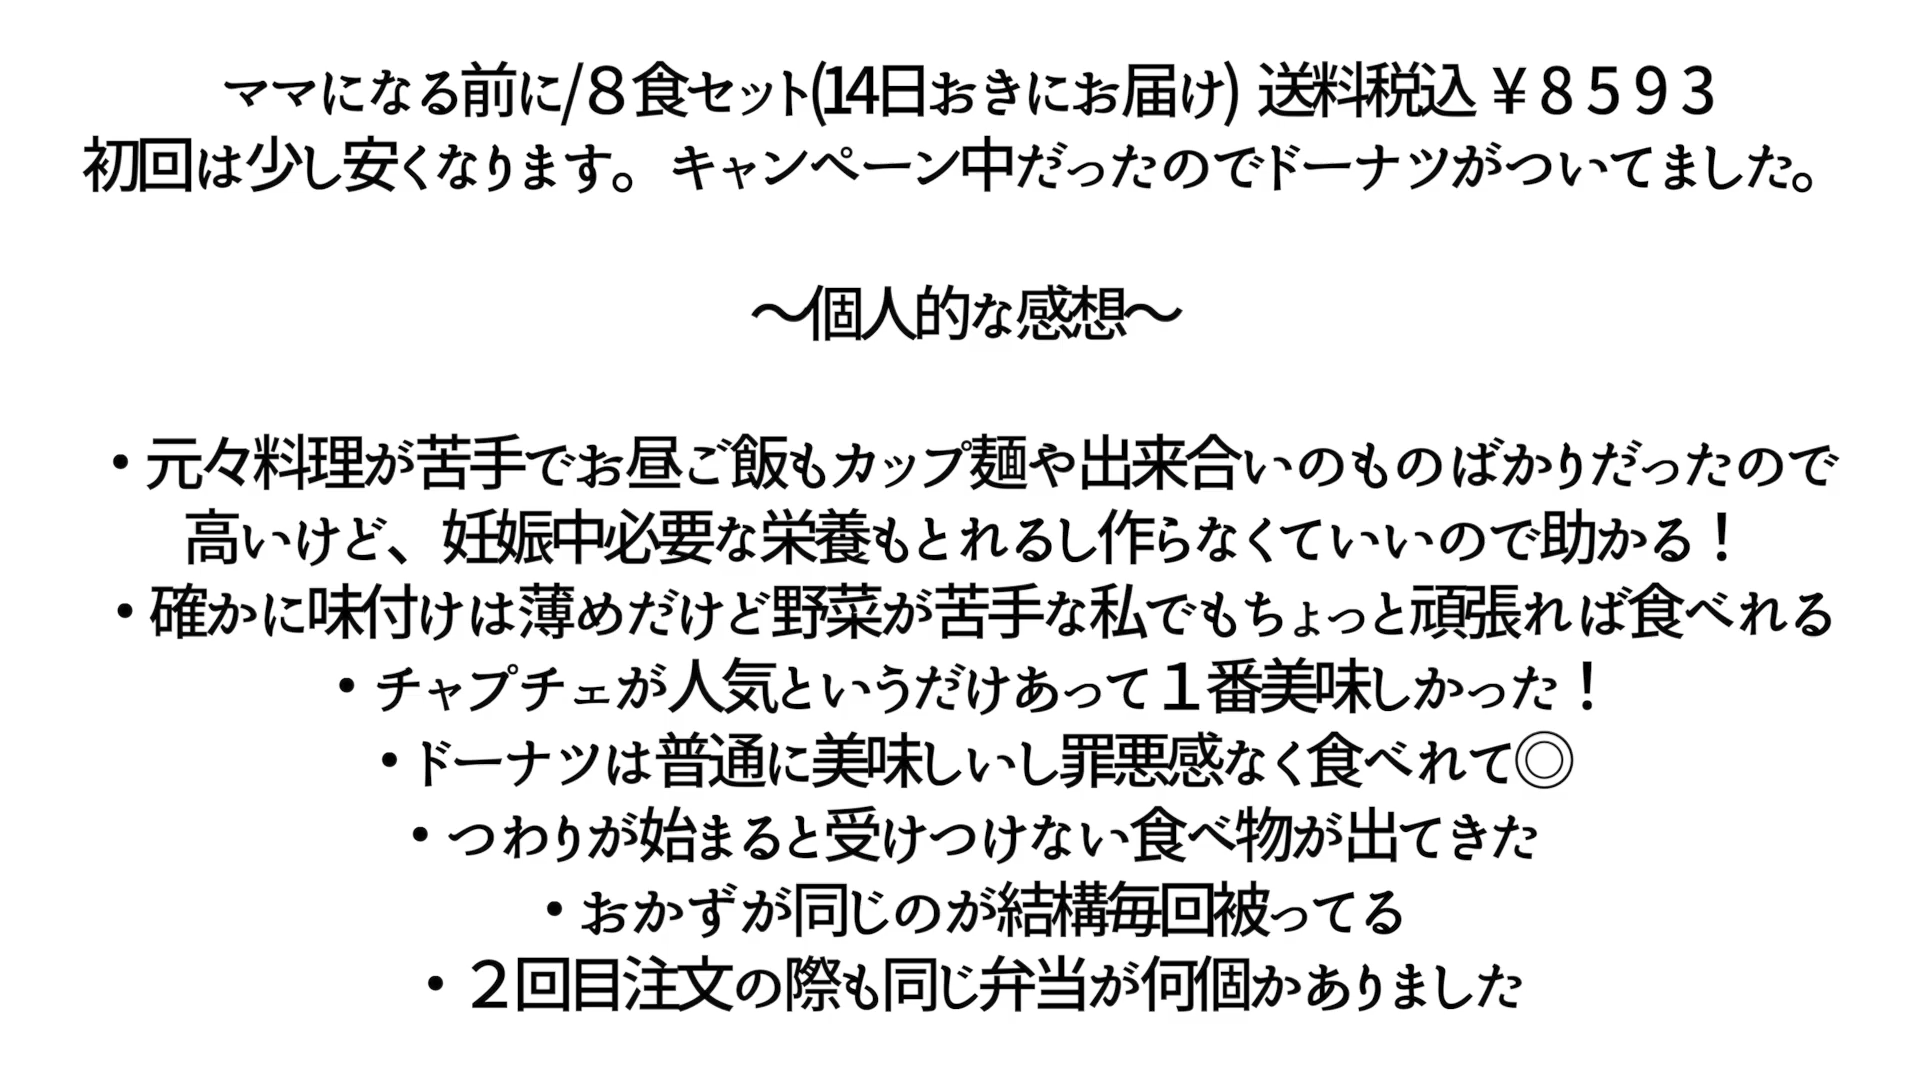 ママになる前に/８食セット(14日おきにお届け) 送料税込 ￥８５９３
初回は少し安くなります。キャンペーン中だったのでドーナツがついてました。
〜個人的な感想〜
・元々料理が苦手でお昼ご飯もカップ麺や出来合いのものばかりだったので
高いけど、妊娠中必要な栄養もとれるし作らなくていいので助かる！
・確かに味付けは薄めだけど野菜が苦手な私でもちょっと頑張れば食べれる
・チャプチェが人気というだけあって１番美味しかった！
・ドーナツは普通に美味しいし罪悪感なく食べれて◎
・つわりが始まると受けつけない食べ物が出てきた
・おかずが同じのが結構毎回被ってる
・２回目注文の際も同じ弁当が何個かありました